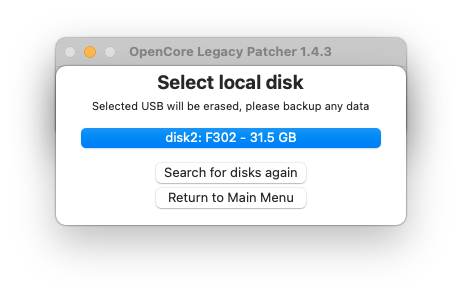 OpenCore Legacy Patcher 1.4.3
Select local disk
Selected USB will be erased, please backup any data
disk2: F302 - 31.5 GB
Search for disks again
Return to Main Menu